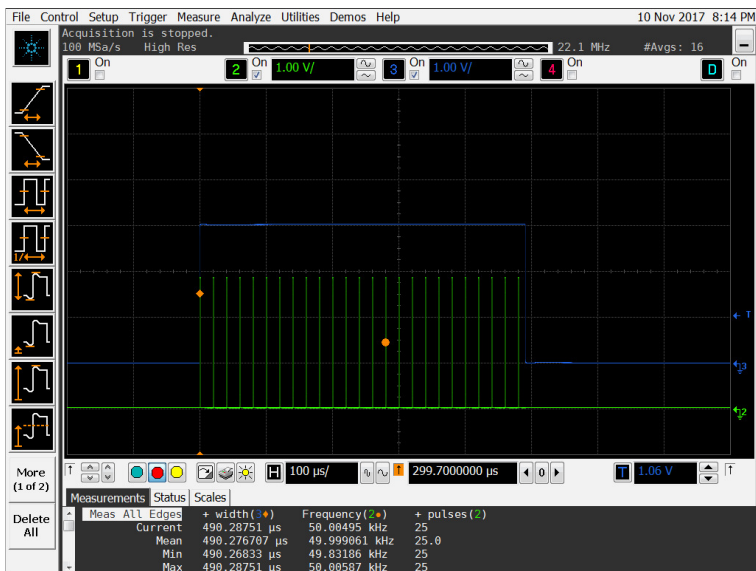 File Control Setup Trigger Measure Analyze Utilities Demos Help 10 Nov 2017 8:14 PM
Acquisition is stopped.
100 MSa/s High Res 22.1 MHz #Avgs: 16
1 On 2 On 1.00 V/ 3 On 1.00 V/ 4 On D On
T
3
2
1/
More
(1 of 2)
Delete
All
H 100 µs/ 299.7000000 µs 0 T 1.06 V
Measurements Status Scales
Meas All Edges + width(3) Frequency(2) + pulses(2)
Current 490.28751 µs 50.00495 kHz 25
Mean 490.276707 µs 49.999061 kHz 25.0
Min 490.26833 µs 49.83186 kHz 25
Max 490.28751 µs 50.00587 kHz 25